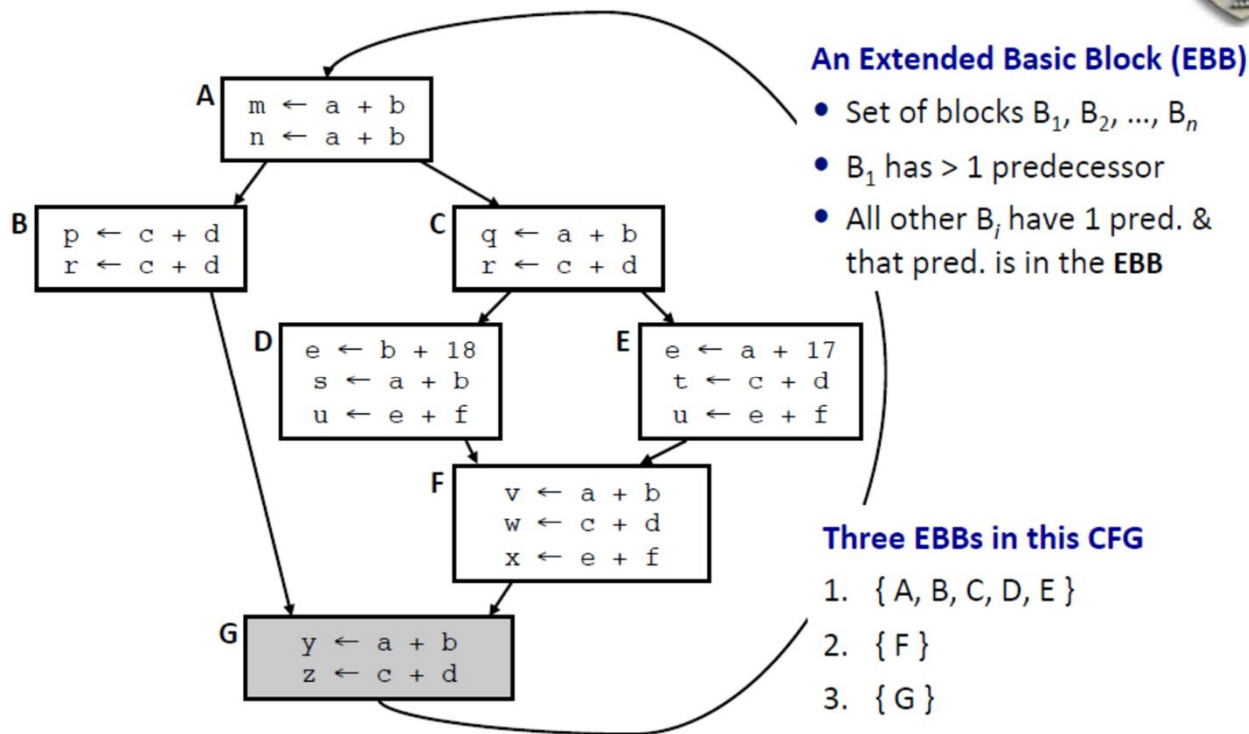 An Extended Basic Block (EBB)
• Set of blocks B₁, B₂, ..., Bₙ
• B₁ has > 1 predecessor
• All other Bᵢ have 1 pred. &
that pred. is in the EBB
A
m ← a + b
n ← a + b
B
p ← c + d
r ← c + d
C
q ← a + b
r ← c + d
D
e ← b + 18
s ← a + b
u ← e + f
E
e ← a + 17
t ← c + d
u ← e + f
F
v ← a + b
w ← c + d
x ← e + f
G
y ← a + b
z ← c + d
Three EBBs in this CFG
1. { A, B, C, D, E }
2. { F }
3. { G }